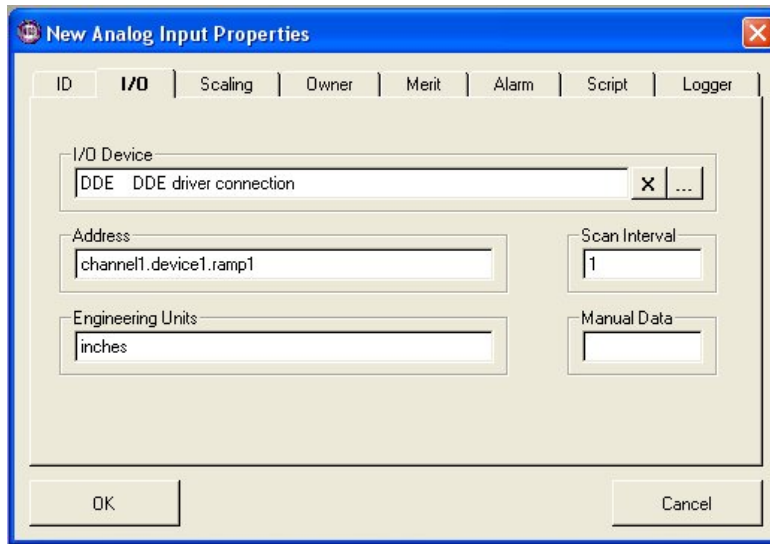 New Analog Input Properties
ID I/O Scaling Owner Merit Alarm Script Logger
I/O Device
DDE DDE driver connection X ...
Address Scan Interval
channel1.device1.ramp1 1
Engineering Units Manual Data
inches
OK Cancel